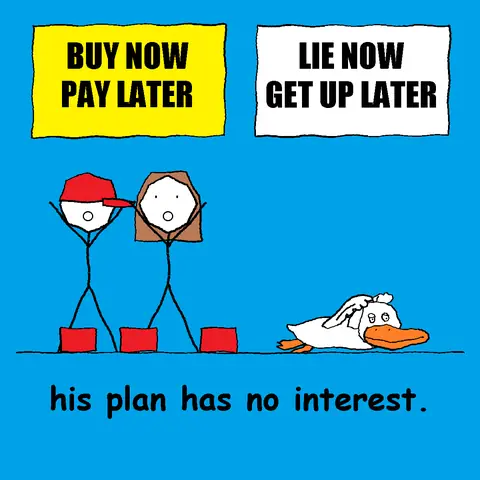 BUY NOW
PAY LATER
LIE NOW
GET UP LATER
his plan has no interest.